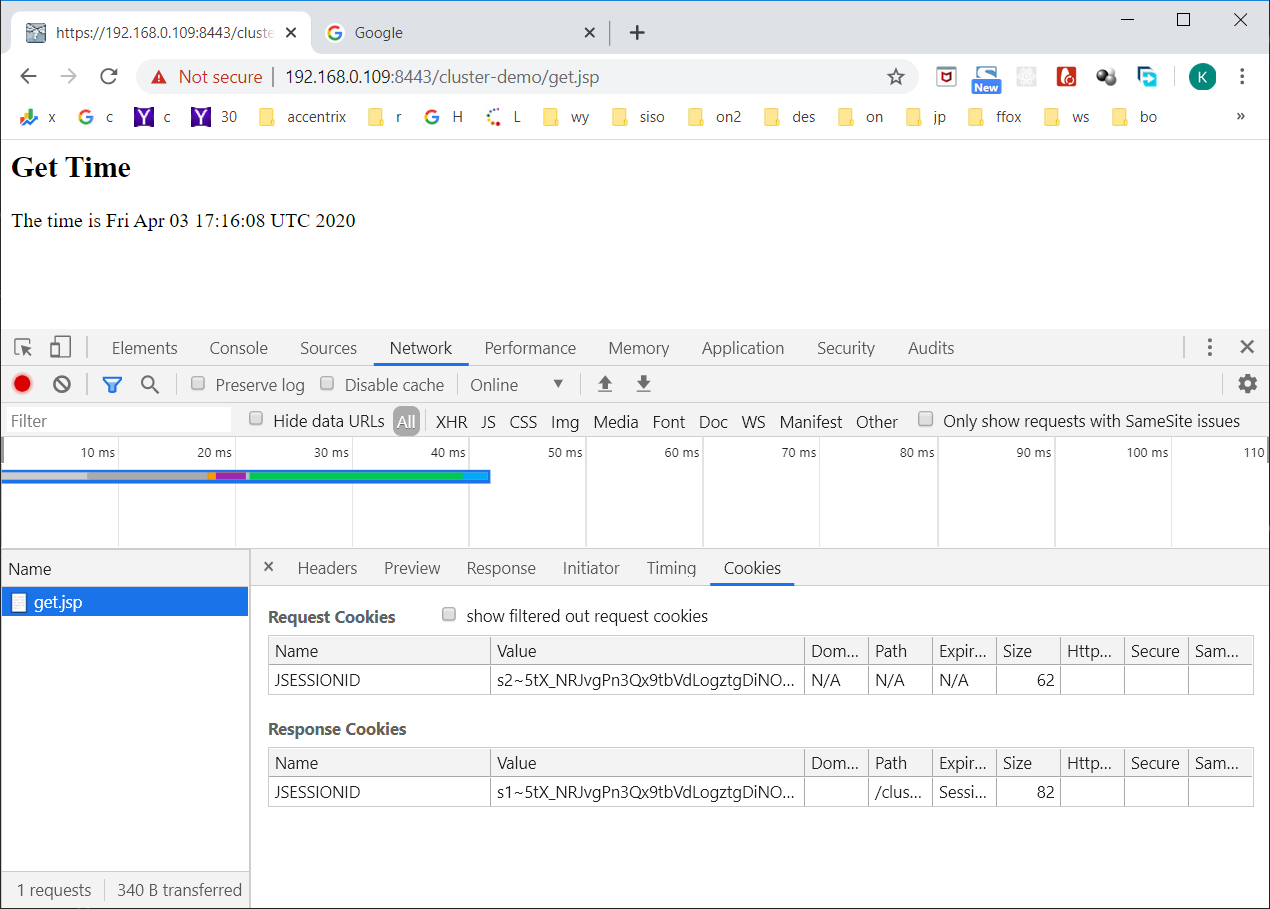 https://192.168.0.109:8443/cluste
Google
Not secure
192.168.0.109:8443/cluster-demo/get.jsp
New
K
x
c
c
30
accentrix
r
H
L
wy
siso
on2
des
on
jp
ffox
ws
bo
»
Get Time
The time is Fri Apr 03 17:16:08 UTC 2020
Elements Console Sources Network Performance Memory Application Security Audits
Preserve log Disable cache Online
Filter Hide data URLs All XHR JS CSS Img Media Font Doc WS Manifest Other Only show requests with SameSite issues
10 ms 20 ms 30 ms 40 ms 50 ms 60 ms 70 ms 80 ms 90 ms 100 ms 110
Name
get.jsp
Headers Preview Response Initiator Timing Cookies
Request Cookies show filtered out request cookies
Name Value Dom... Path Expir... Size Http... Secure Sam...
JSESSIONID s2~5tX_NRJvgPn3Qx9tbVdLogztgDiNO... N/A N/A N/A 62
Response Cookies
Name Value Dom... Path Expir... Size Http... Secure Sam...
JSESSIONID s1~5tX_NRJvgPn3Qx9tbVdLogztgDiNO... /clus... Sessi... 82
1 requests 340 B transferred